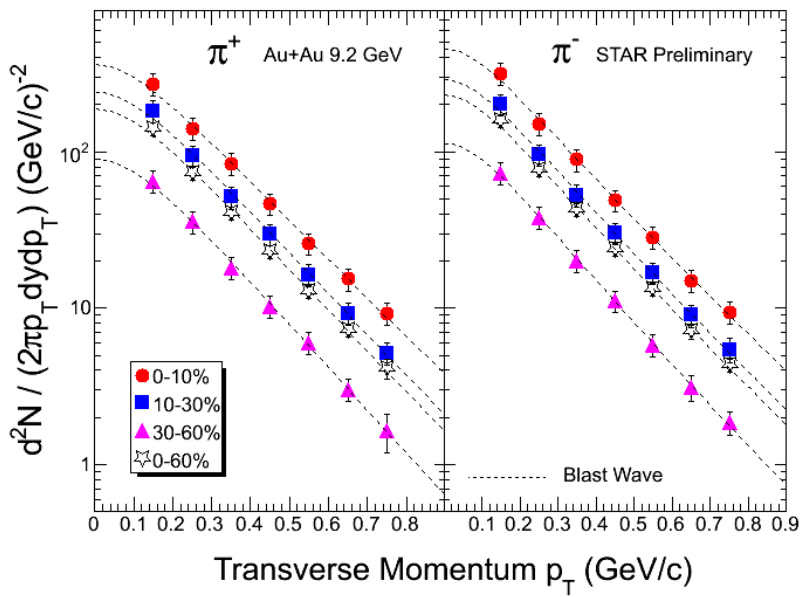 π⁺ Au+Au 9.2 GeV
π⁻ STAR Preliminary
d²N / (2πp_T dydp_T) (GeV/c)⁻²
10²
10
1
0-10%
10-30%
30-60%
0-60%
Blast Wave
0 0.1 0.2 0.3 0.4 0.5 0.6 0.7 0.8
0.1 0.2 0.3 0.4 0.5 0.6 0.7 0.8 0.9
Transverse Momentum p_T (GeV/c)